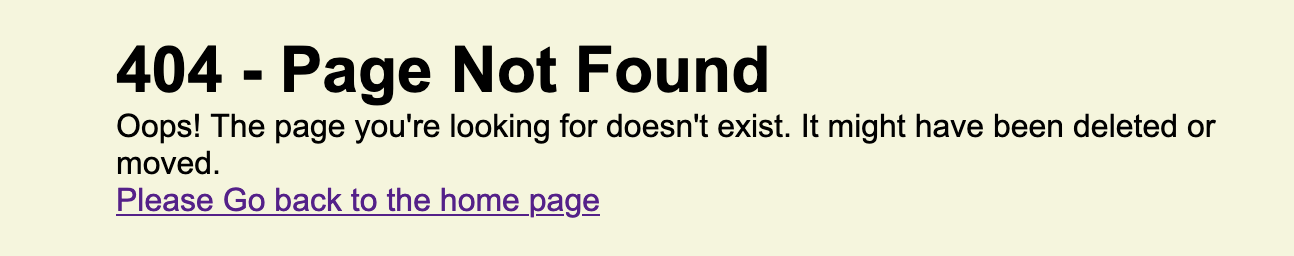 404 - Page Not Found
Oops! The page you're looking for doesn't exist. It might have been deleted or
moved.
Please Go back to the home page